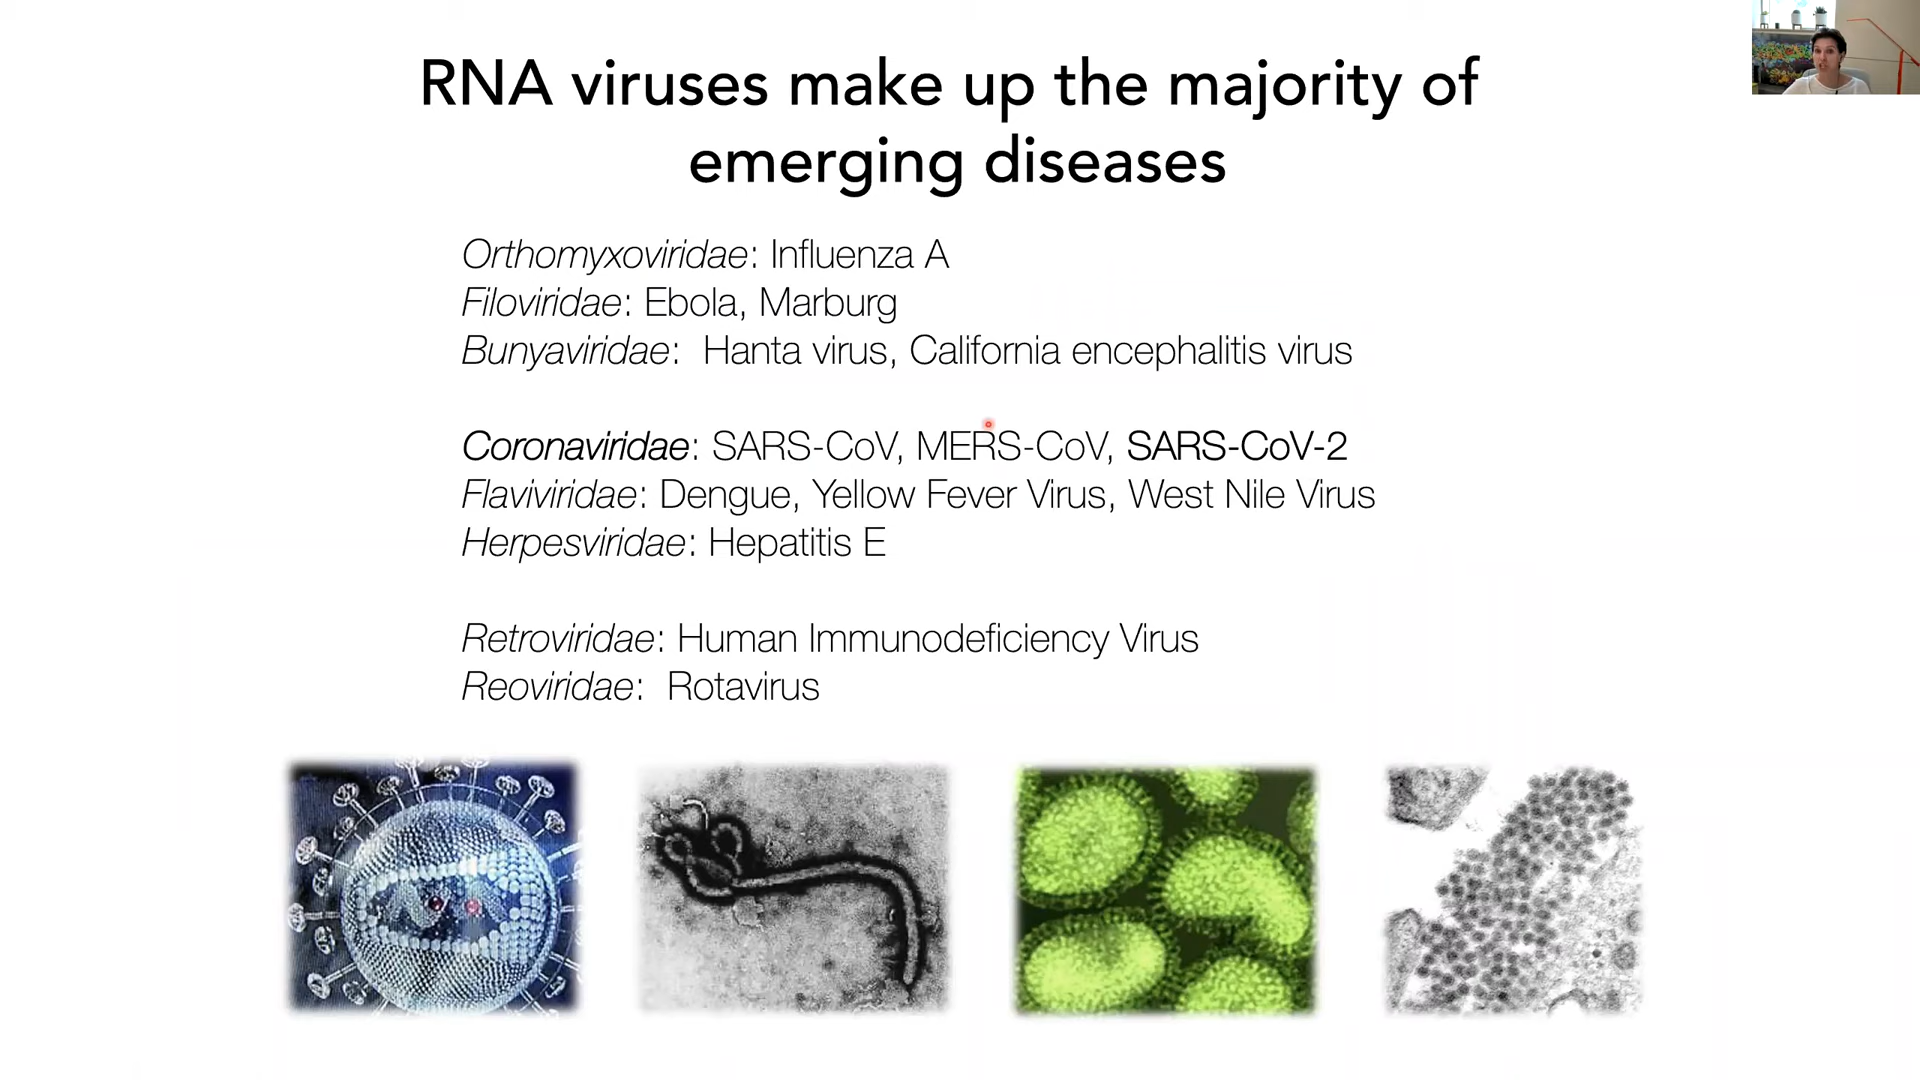 RNA viruses make up the majority of
emerging diseases
Orthomyxoviridae: Influenza A
Filoviridae: Ebola, Marburg
Bunyaviridae:  Hanta virus, California encephalitis virus
Coronaviridae: SARS-CoV, MERS-CoV, SARS-CoV-2
Flaviviridae: Dengue, Yellow Fever Virus, West Nile Virus
Herpesviridae: Hepatitis E
Retroviridae: Human Immunodeficiency Virus
Reoviridae:  Rotavirus